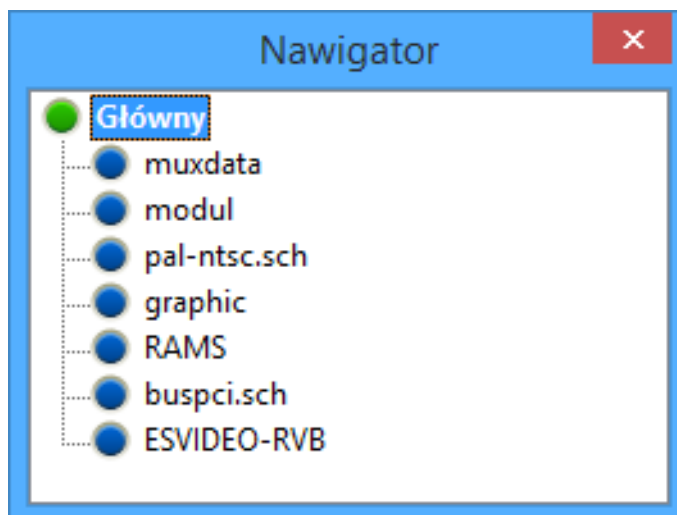 Nawigator
Główny
muxdata
modul
pal-ntsc.sch
graphic
RAMS
buspci.sch
ESVIDEO-RVB